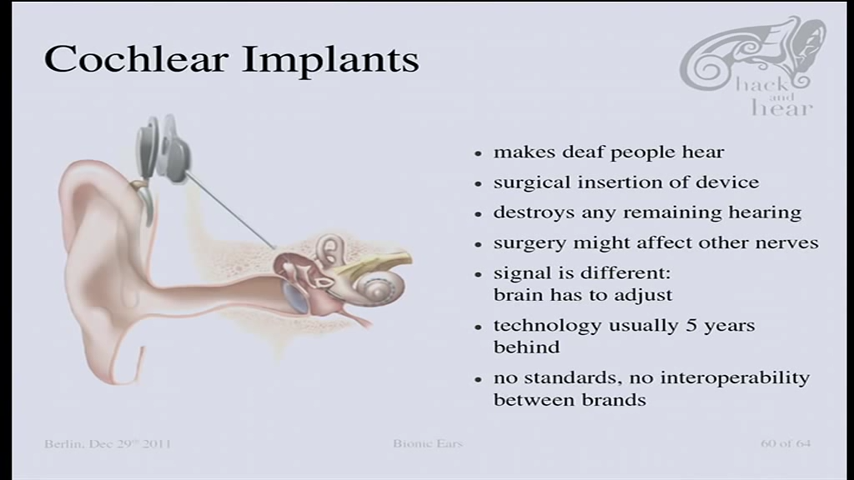 Cochlear Implants
hack
and
hear
• makes deaf people hear
• surgical insertion of device
• destroys any remaining hearing
• surgery might affect other nerves
• signal is different:
brain has to adjust
• technology usually 5 years
behind
• no standards, no interoperability
between brands
Berlin, Dec 29th 2011
Bionic Ears
60 of 64